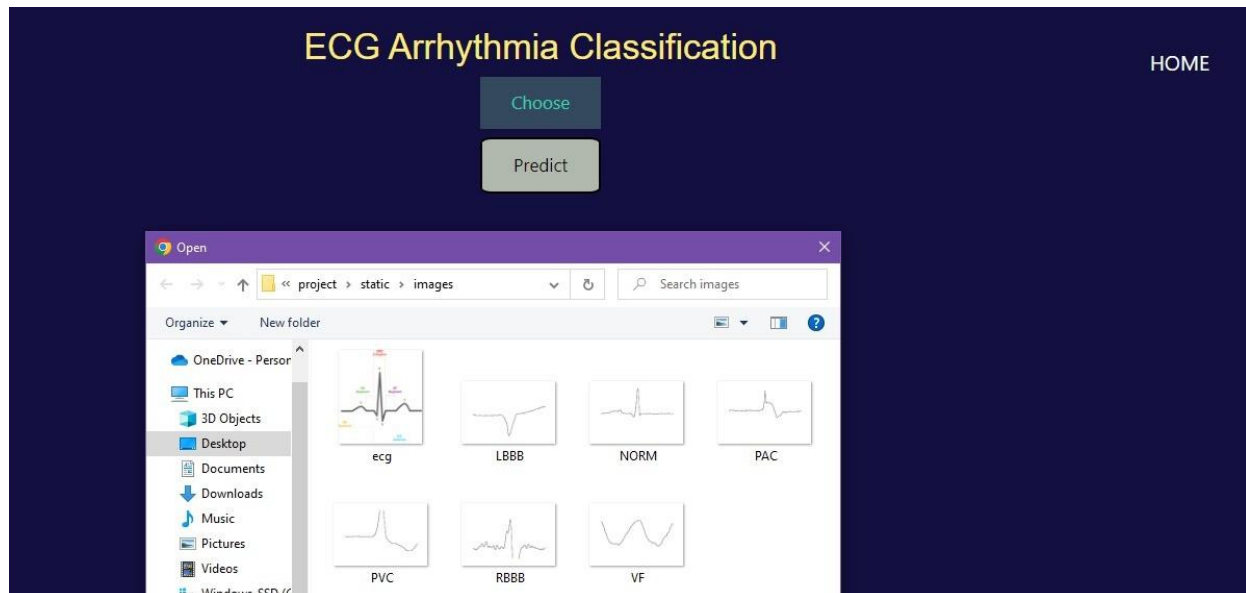 ECG Arrhythmia Classification
HOME
Choose
Predict
Open
« project › static › images
Search images
Organize
New folder
OneDrive - Person
This PC
3D Objects
Desktop
Documents
Downloads
Music
Pictures
Videos
ecg
LBBB
NORM
PAC
PVC
RBBB
VF